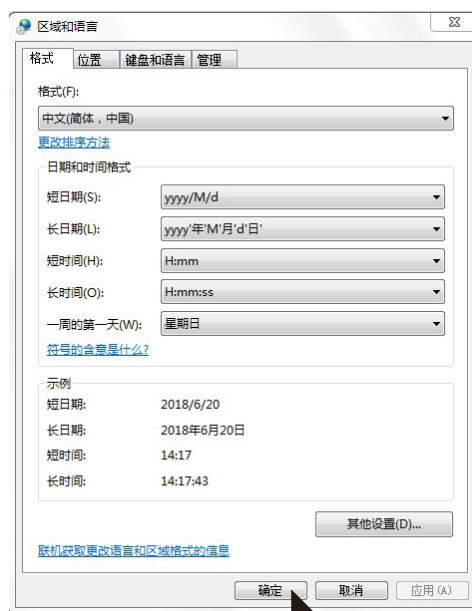 区域和语言
格式 位置 键盘和语言 管理
格式(F):
中文(简体，中国)
更改排序方法
日期和时间格式
短日期(S): yyyy/M/d
长日期(L): yyyy'年'M'月'd'日'
短时间(H): H:mm
长时间(O): H:mm:ss
一周的第一天(W): 星期日
符号的含意是什么?
示例
短日期: 2018/6/20
长日期: 2018年6月20日
短时间: 14:17
长时间: 14:17:43
其他设置(D)...
联机获取更改语言和区域格式的信息
确定 取消 应用(A)